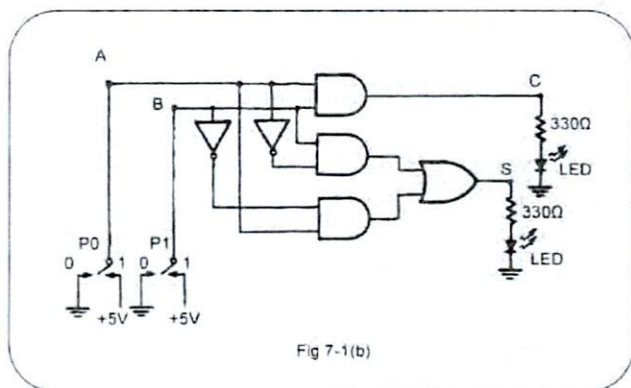 A
B
C
330Ω
LED
S
330Ω
LED
P0
P1
0 1 0 1
+5V +5V
Fig 7-1(b)